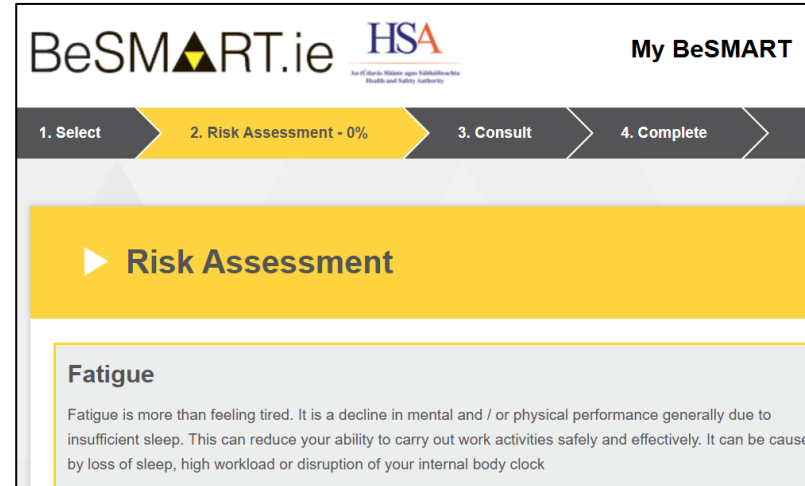 BeSMART.ie
HSA
An tÚdarás Sláinte agus Sábháilteachta
Health and Safety Authority
My BeSMART
1. Select
2. Risk Assessment - 0%
3. Consult
4. Complete
Risk Assessment
Fatigue
Fatigue is more than feeling tired. It is a decline in mental and / or physical performance generally due to
insufficient sleep. This can reduce your ability to carry out work activities safely and effectively. It can be cause
by loss of sleep, high workload or disruption of your internal body clock